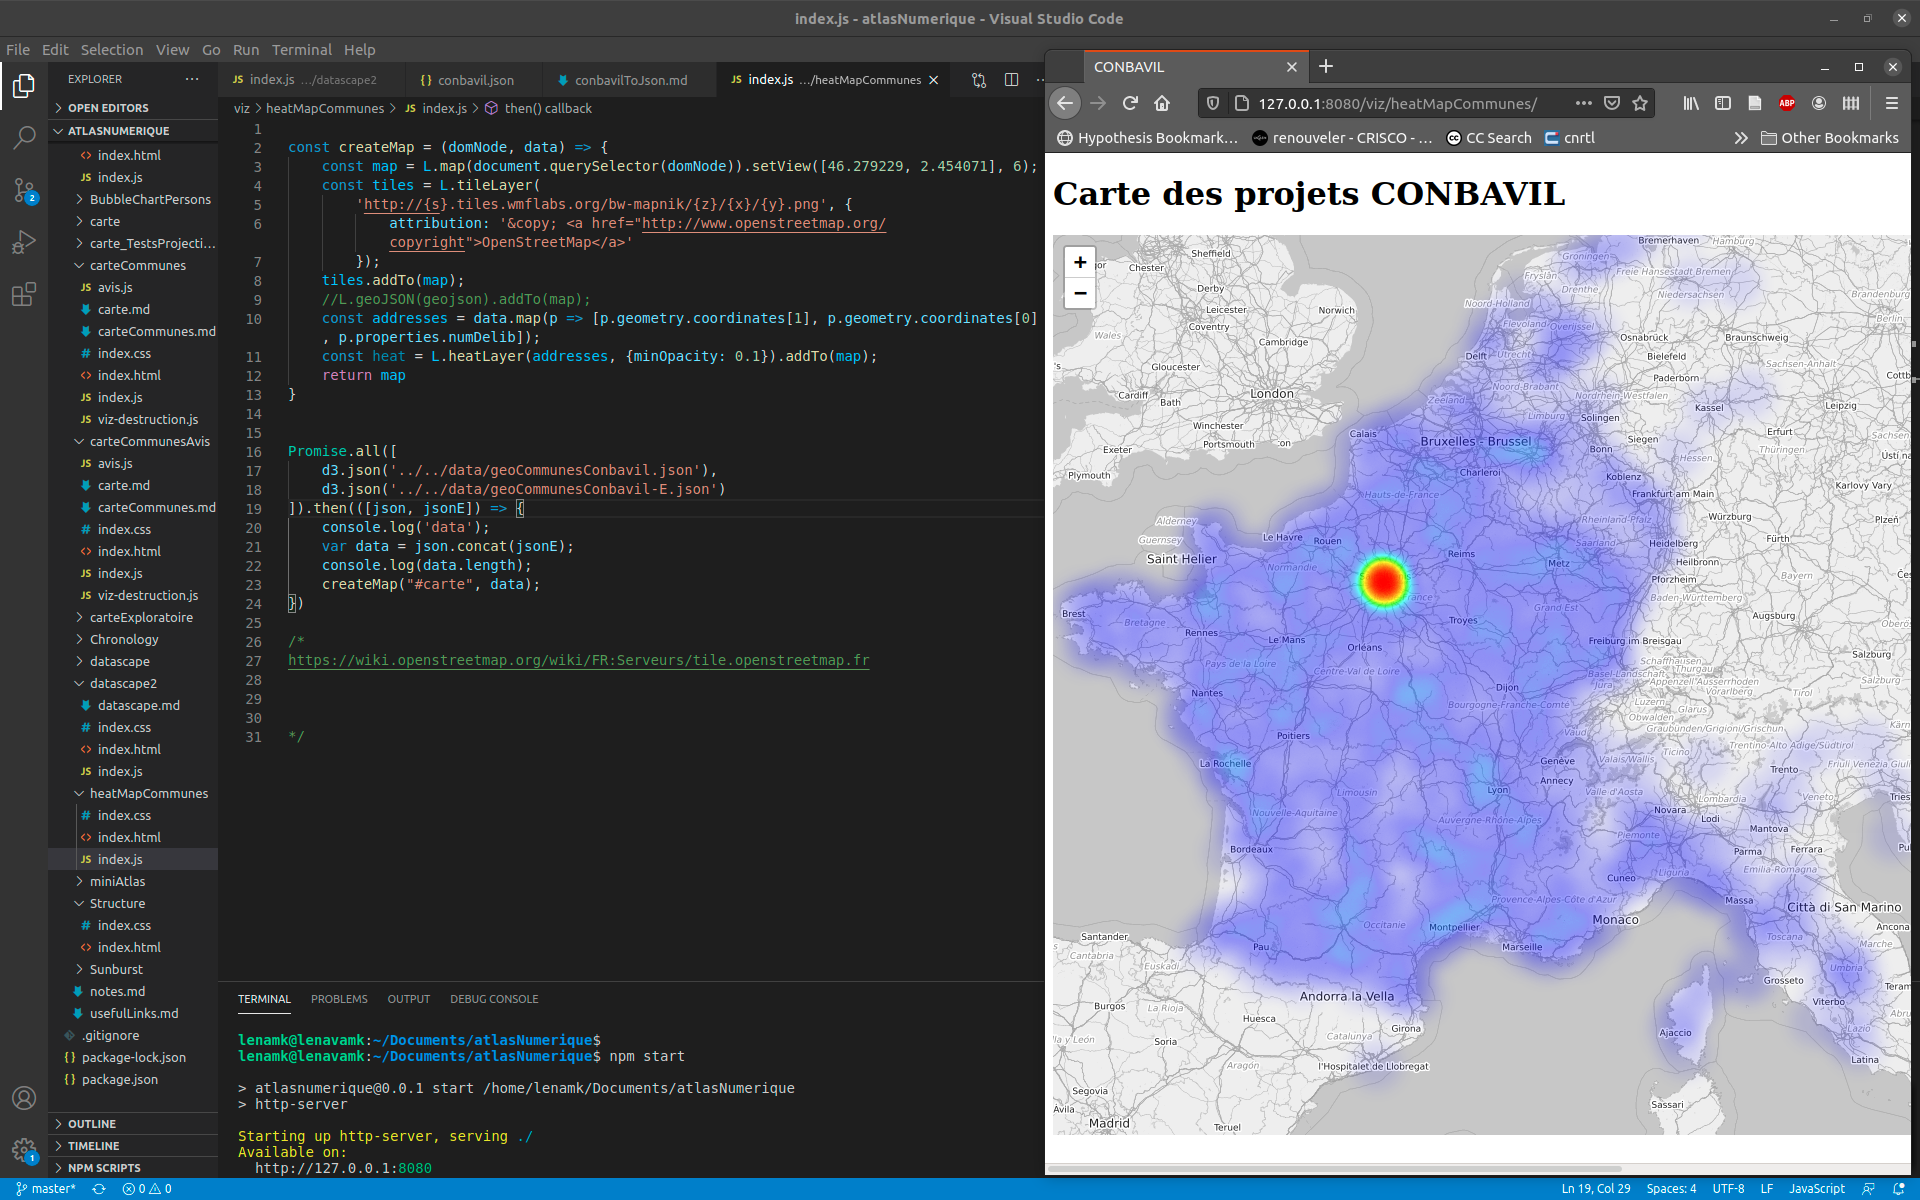 index.js - atlasNumerique - Visual Studio Code
File Edit Selection View Go Run Terminal Help
EXPLORER
OPEN EDITORS
ATLASNUMERIQUE
index.html
index.js
BubbleChartPersons
carte
carte_TestsProjecti...
carteCommunes
avis.js
carte.md
carteCommunes.md
index.css
index.html
index.js
viz-destruction.js
carteCommunesAvis
avis.js
carte.md
carteCommunes.md
index.css
index.html
index.js
viz-destruction.js
carteExploratoire
Chronology
datascape
datascape2
datascape.md
index.css
index.html
index.js
heatMapCommunes
index.css
index.html
index.js
miniAtlas
Structure
index.css
index.html
Sunburst
notes.md
usefulLinks.md
.gitignore
package-lock.json
package.json
OUTLINE
TIMELINE
NPM SCRIPTS
2
1
JS index.js .../datascape2
{} conbavil.json
conbavilToJson.md
JS index.js .../heatMapCommunes
viz > heatMapCommunes > JS index.js > then() callback
1
2 const createMap = (domNode, data) => {
3 const map = L.map(document.querySelector(domNode)).setView([46.279229, 2.454071], 6);
4 const tiles = L.tileLayer(
5 'http://{s}.tiles.wmflabs.org/bw-mapnik/{z}/{x}/{y}.png', {
6 attribution: '&copy; <a href="http://www.openstreetmap.org/
copyright">OpenStreetMap</a>'
7 });
8 tiles.addTo(map);
9 //L.geoJSON(geojson).addTo(map);
10 const addresses = data.map(p => [p.geometry.coordinates[1], p.geometry.coordinates[0]
, p.properties.numDelib]);
11 const heat = L.heatLayer(addresses, {minOpacity: 0.1}).addTo(map);
12 return map
13 }
14
15
16 Promise.all([
17 d3.json('../../data/geoCommunesConbavil.json'),
18 d3.json('../../data/geoCommunesConbavil-E.json')
19 ]).then(([json, jsonE]) => {
20 console.log('data');
21 var data = json.concat(jsonE);
22 console.log(data.length);
23 createMap("#carte", data);
24 })
25
26 /*
27 https://wiki.openstreetmap.org/wiki/FR:Serveurs/tile.openstreetmap.fr
28
29
30
31 */
TERMINAL PROBLEMS OUTPUT DEBUG CONSOLE
lenamk@lenavamk:~/Documents/atlasNumerique$
lenamk@lenavamk:~/Documents/atlasNumerique$ npm start
> atlasnumerique@0.0.1 start /home/lenamk/Documents/atlasNumerique
> http-server
Starting up http-server, serving ./
Available on:
http://127.0.0.1:8080
master* 0 0
Ln 19, Col 29 Spaces: 4 UTF-8 LF JavaScript
CONBAVIL
127.0.0.1:8080/viz/heatMapCommunes/
ABP
Hypothesis Bookmark... renouveler - CRISCO - ... CC Search cnrtl Other Bookmarks
Carte des projets CONBAVIL
+
−
Sheffield
Bremerhaven
Hamburg
Groningen
Chester
Fryslân
Freie Hansestadt Bremen
Derby
Drenthe
Niedersachsen
Brandenburg
Leicester
Noord-Holland
Norwich
Coventry
Flevoland
Overijssel
Berlin
Wales
Cambridge
Osnabrück
Braunschweig
Delft
Utrecht
Bielefeld
Gloucester
Sachsen-Anhalt
Paderborn
Cardiff
London
Noord-Brabant
Nordrhein-Westfalen
Bath
Zeeland
Kassel
Leipzig
Limburg
Solingen
Winchester
Calais
Erfurt
Portsmouth
Bruxelles - Brussel
Siegen
Exeter
Bonn
Thüringen
Hessen
Plymouth
Charleroi
Koblenz
Karlovy Vary
Hauts-de-France
Frankfurt am Main
Alderney
Rheinland-Pfalz
Würzburg
Plzeň
Guernsey
Le Havre
Rouen
Saarland
Heidelberg
Fürth
Saint Helier
Reims
Metz
Heilbronn
Normandie
Pforzheim
Bayern
Baden-Württemberg
Brest
Grand Est
Bretagne
Troyes
Augsburg
Rennes
Le Mans
Freiburg im Breisgau
Orléans
Salzburg
Pays de la Loire
Centre-Val de Loire
Schaffhausen
Thurgau
Basel-Landschaft
Appenzell Ausserrhoden
Salzburg
Nantes
Dijon
Jura
Vorarlberg
Tirol
Bourgogne-Franche-Comté
Luzern
Glarus
Obwalden
Graubünden/Grigioni/Grischun
Poitiers
Vaud
Ticino
Trentino-Alto Adige/Südtirol
La Rochelle
Genève
Valais/Wallis
Trento
Friuli Venezia Giulia
Annecy
Lyon
Valle d'Aosta
Limousin
Lombardia
Veneto
Nouvelle-Aquitaine
Novara
Lodi
Auvergne-Rhône-Alpes
Mantova
Piemonte
Bordeaux
Parma
Ferrara
Emilia-Romagna
Cuneo
Liguria
Provence-Alpes-Côte d'Azur
Massa
Città di San Marino
Occitanie
Monaco
Montpellier
Ancona
Santander
Toscana
Marche
Cantabria
Pau
Marseille
Euskadi
Umbria
Grosseto
Andorra la Vella
Viterbo
Burgos
La Rioja
Huesca
Girona
Lazio
Catalunya
Ajaccio
Soria
Latina
Aragón
l'Hospitalet de Llobregat
Segovia
Sassari
Ávila
Madrid
Teruel